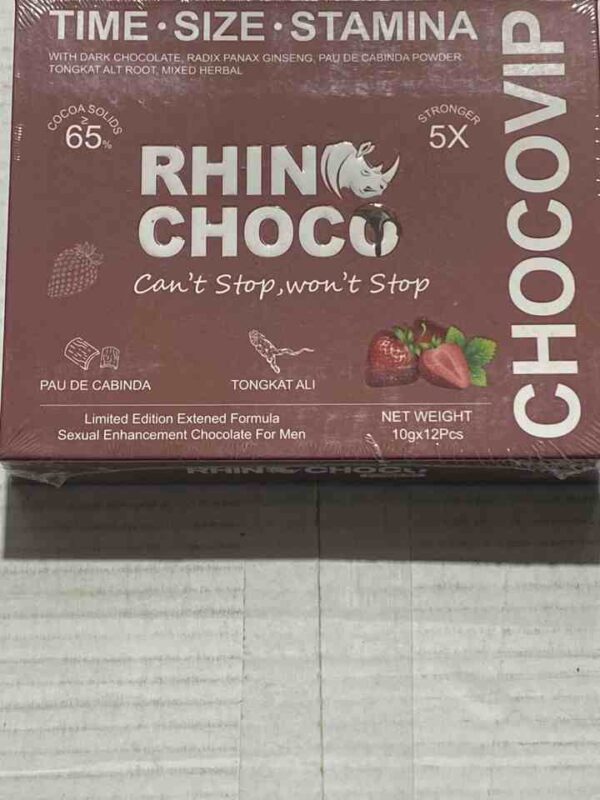 TIME • SIZE • STAMINA
WITH DARK CHOCOLATE, RADIX PANAX GINSENG, PAU DE CABINDA POWDER
TONGKAT ALT ROOT, MIXED HERBAL
COCOA SOLIDS
≥
65%
STRONGER
5X
RHINO
CHOCO
Can't Stop,won't Stop
PAU DE CABINDA
TONGKAT ALI
Limited Edition Extened Formula
Sexual Enhancement Chocolate For Men
NET WEIGHT
10gx12Pcs
CHOCOVIP
RHINO CHOCO